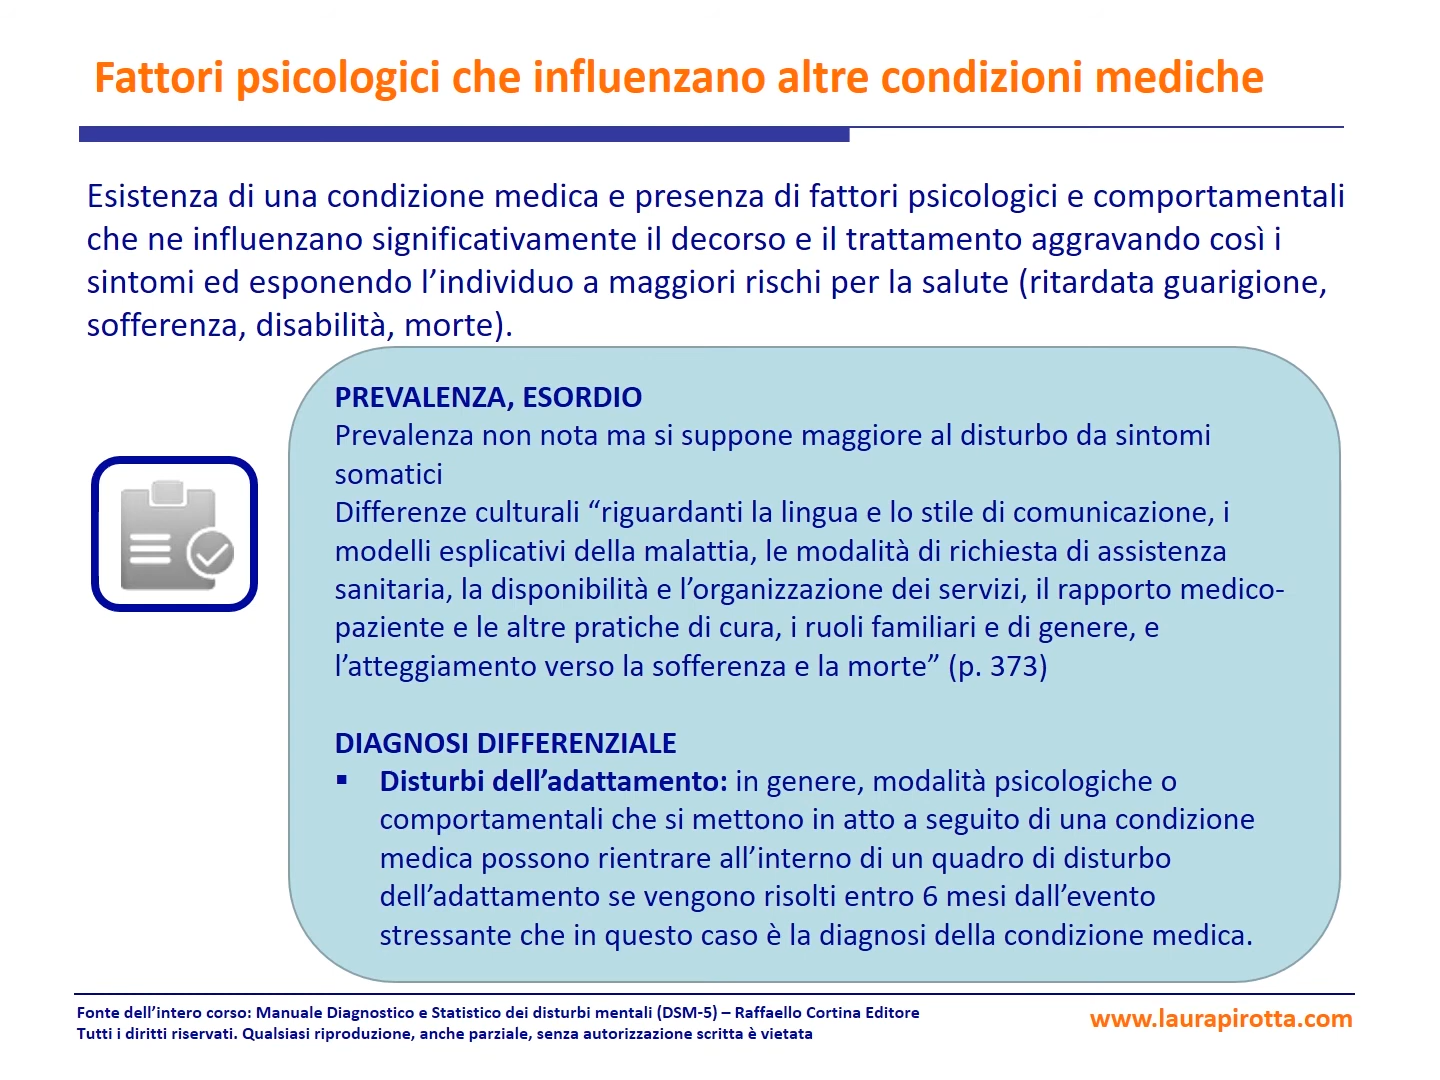 Fattori psicologici che influenzano altre condizioni mediche
Esistenza di una condizione medica e presenza di fattori psicologici e comportamentali
che ne influenzano significativamente il decorso e il trattamento aggravando così i
sintomi ed esponendo l’individuo a maggiori rischi per la salute (ritardata guarigione,
sofferenza, disabilità, morte).
PREVALENZA, ESORDIO
Prevalenza non nota ma si suppone maggiore al disturbo da sintomi
somatici
Differenze culturali “riguardanti la lingua e lo stile di comunicazione, i
modelli esplicativi della malattia, le modalità di richiesta di assistenza
sanitaria, la disponibilità e l’organizzazione dei servizi, il rapporto medico-
paziente e le altre pratiche di cura, i ruoli familiari e di genere, e
l’atteggiamento verso la sofferenza e la morte” (p. 373)
DIAGNOSI DIFFERENZIALE
▪ Disturbi dell’adattamento: in genere, modalità psicologiche o
comportamentali che si mettono in atto a seguito di una condizione
medica possono rientrare all’interno di un quadro di disturbo
dell’adattamento se vengono risolti entro 6 mesi dall’evento
stressante che in questo caso è la diagnosi della condizione medica.
Fonte dell’intero corso: Manuale Diagnostico e Statistico dei disturbi mentali (DSM-5) – Raffaello Cortina Editore
Tutti i diritti riservati. Qualsiasi riproduzione, anche parziale, senza autorizzazione scritta è vietata
www.laurapirotta.com